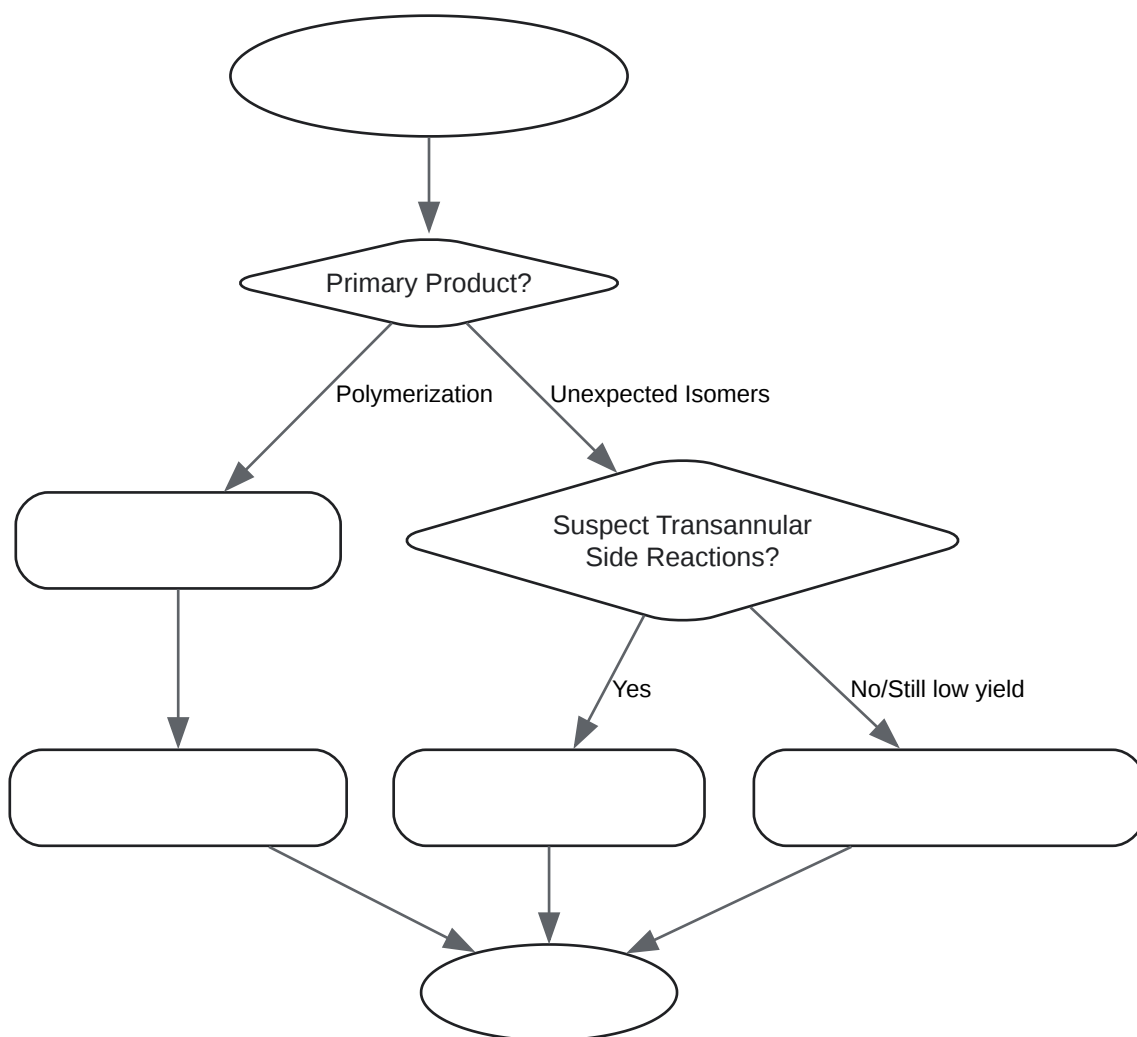 Primary Product?
Polymerization
Unexpected Isomers
Suspect Transannular
Side Reactions?
Yes
No/Still low yield